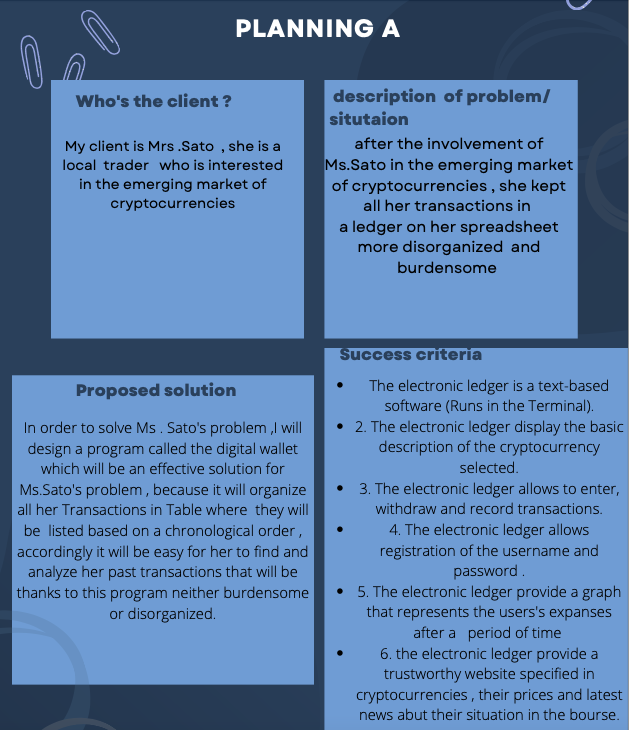 PLANNING A
Who's the client ?
My client is Mrs .Sato , she is a
local trader who is interested
in the emerging market of
cryptocurrencies
description of problem/
situtaion
after the involvement of
Ms.Sato in the emerging market
of cryptocurrencies , she kept
all her transactions in
a ledger on her spreadsheet
more disorganized and
burdensome
Proposed solution
In order to solve Ms . Sato's problem ,I will
design a program called the digital wallet
which will be an effective solution for
Ms.Sato's problem , because it will organize
all her Transactions in Table where they will
be listed based on a chronological order ,
accordingly it will be easy for her to find and
analyze her past transactions that will be
thanks to this program neither burdensome
or disorganized.
Success criteria
• The electronic ledger is a text-based
software (Runs in the Terminal).
• 2. The electronic ledger display the basic
description of the cryptocurrency
selected.
• 3. The electronic ledger allows to enter,
withdraw and record transactions.
• 4. The electronic ledger allows
registration of the username and
password .
• 5. The electronic ledger provide a graph
that represents the users's expanses
after a period of time
• 6. the electronic ledger provide a
trustworthy website specified in
cryptocurrencies , their prices and latest
news abut their situation in the bourse.